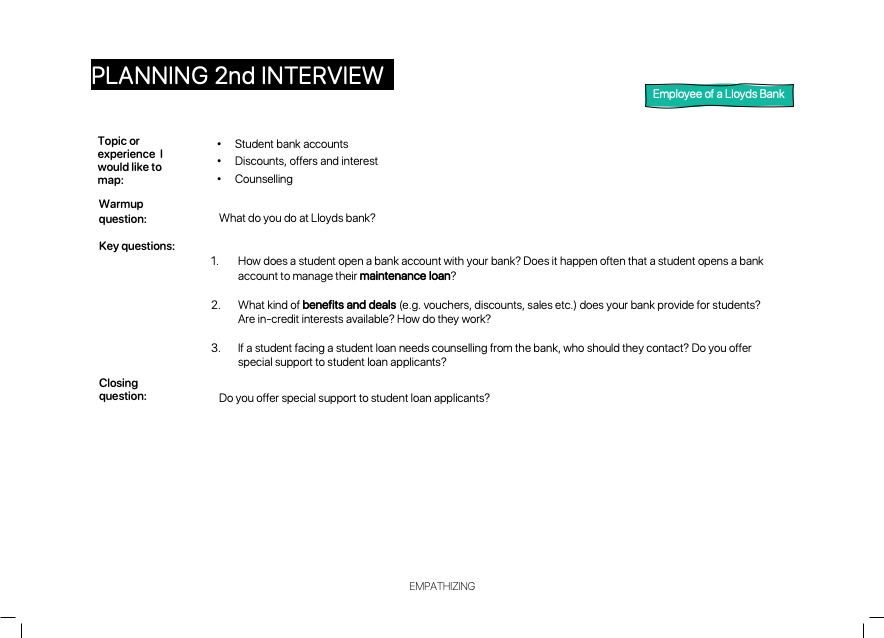 PLANNING 2nd INTERVIEW
Employee of a Lloyds Bank
Topic or
experience I
would like to
map:
• Student bank accounts
• Discounts, offers and interest
• Counselling
Warmup
question:
What do you do at Lloyds bank?
Key questions:
1. How does a student open a bank account with your bank? Does it happen often that a student opens a bank
account to manage their maintenance loan?
2. What kind of benefits and deals (e.g. vouchers, discounts, sales etc.) does your bank provide for students?
Are in-credit interests available? How do they work?
3. If a student facing a student loan needs counselling from the bank, who should they contact? Do you offer
special support to student loan applicants?
Closing
question:
Do you offer special support to student loan applicants?
EMPATHIZING